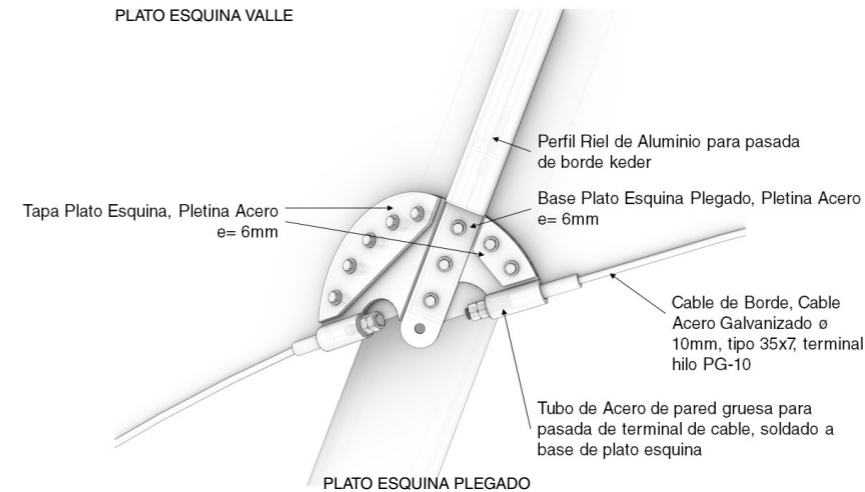 PLATO ESQUINA VALLE
Perfil Riel de Aluminio para pasada
de borde keder
Tapa Plato Esquina, Pletina Acero
e= 6mm
Base Plato Esquina Plegado, Pletina Acero
e= 6mm
Cable de Borde, Cable
Acero Galvanizado ø
10mm, tipo 35x7, terminal
hilo PG-10
Tubo de Acero de pared gruesa para
pasada de terminal de cable, soldado a
base de plato esquina
PLATO ESQUINA PLEGADO